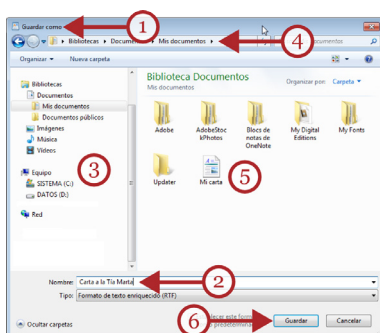 Guardar como
1
Bibliotecas Documentos Mis documentos
4
Organizar Nueva carpeta
Bibliotecas
Documentos
Mis documentos
Documentos públicos
Imágenes
Música
Vídeos
Equipo
SISTEMA (C:)
DATOS (D:)
Red
3
Biblioteca Documentos
Mis documentos
Organizar por: Carpeta
Adobe
AdobeStoc
kPhotos
Blocs de
notas de
OneNote
My Digital
Editions
My Fonts
Updater
Mi carta
5
Nombre: Carta a la Tía Marta
2
Tipo: Formato de texto enriquecido (RTF)
6
Ocultar carpetas
Guardar
Cancelar